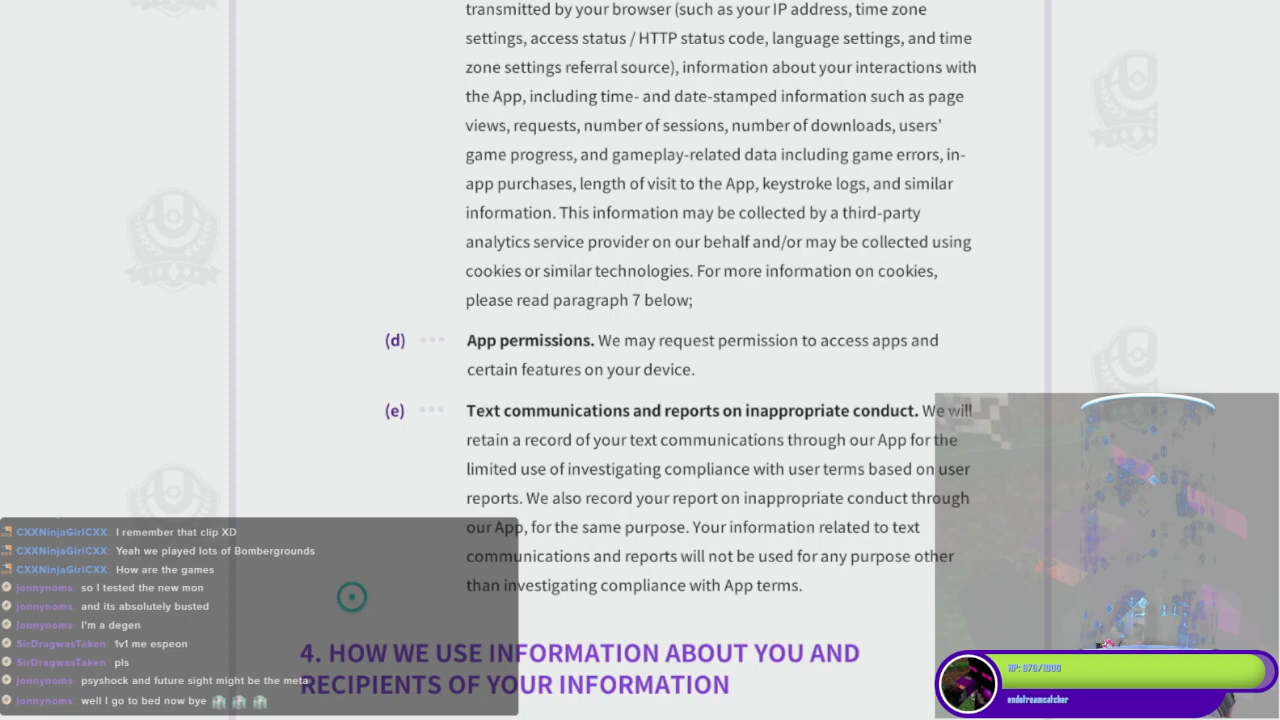 transmitted by your browser (such as your IP address, time zone
settings, access status / HTTP status code, language settings, and time
zone settings referral source), information about your interactions with
the App, including time- and date-stamped information such as page
views, requests, number of sessions, number of downloads, users'
game progress, and gameplay-related data including game errors, in-
app purchases, length of visit to the App, keystroke logs, and similar
information. This information may be collected by a third-party
analytics service provider on our behalf and/or may be collected using
cookies or similar technologies. For more information on cookies,
please read paragraph 7 below;
(d) App permissions. We may request permission to access apps and
certain features on your device.
(e) Text communications and reports on inappropriate conduct. We will
retain a record of your text communications through our App for the
limited use of investigating compliance with user terms based on user
reports. We also record your report on inappropriate conduct through
our App, for the same purpose. Your information related to text
communications and reports will not be used for any purpose other
than investigating compliance with App terms.
4. HOW WE USE INFORMATION ABOUT YOU AND
RECIPIENTS OF YOUR INFORMATION
CXXNinjaGirlCXX: I remember that clip XD
CXXNinjaGirlCXX: Yeah we played lots of Bombergrounds
CXXNinjaGirlCXX: How are the games
jonnynoms: so I tested the new mon
jonnynoms: and its absolutely busted
jonnynoms: I'm a degen
SirDragwasTaken: 1v1 me espeon
SirDragwasTaken: pls
jonnynoms: psyshock and future sight might be the meta
jonnynoms: well I go to bed now bye
HP: 979/1000
endstreamcatcher